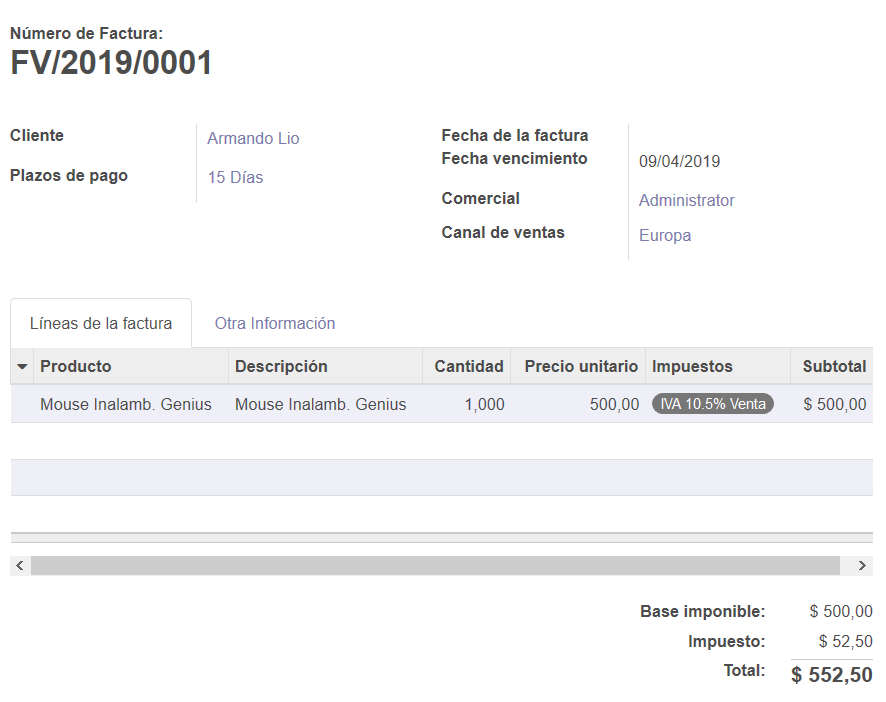 Número de Factura:
FV/2019/0001
Cliente Armando Lio
Plazos de pago 15 Días
Fecha de la factura
Fecha vencimiento 09/04/2019
Comercial Administrator
Canal de ventas Europa
Líneas de la factura Otra Información
Producto Descripción Cantidad Precio unitario Impuestos Subtotal
Mouse Inalamb. Genius Mouse Inalamb. Genius 1,000 500,00 IVA 10.5% Venta $ 500,00
Base imponible: $ 500,00
Impuesto: $ 52,50
Total: $ 552,50